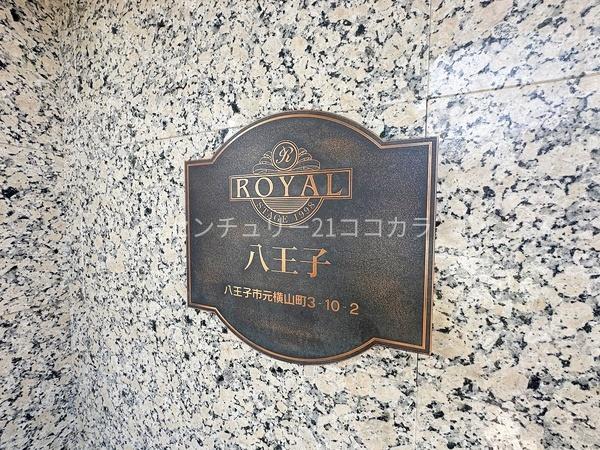 R
ROYAL
STAGE 1998
センチュリー21ココカラ
八王子
八王子市元横山町3-10-2